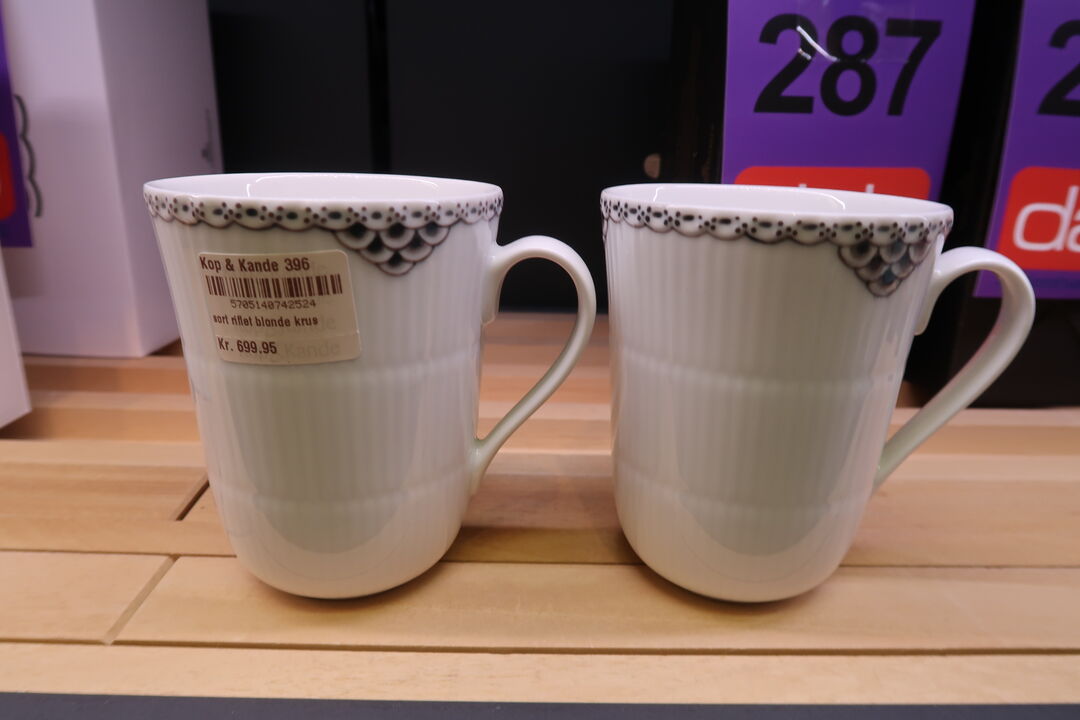 287
Kop & Kande 396
5705140742524
sort riflet blonde krus
Kr. 699.95